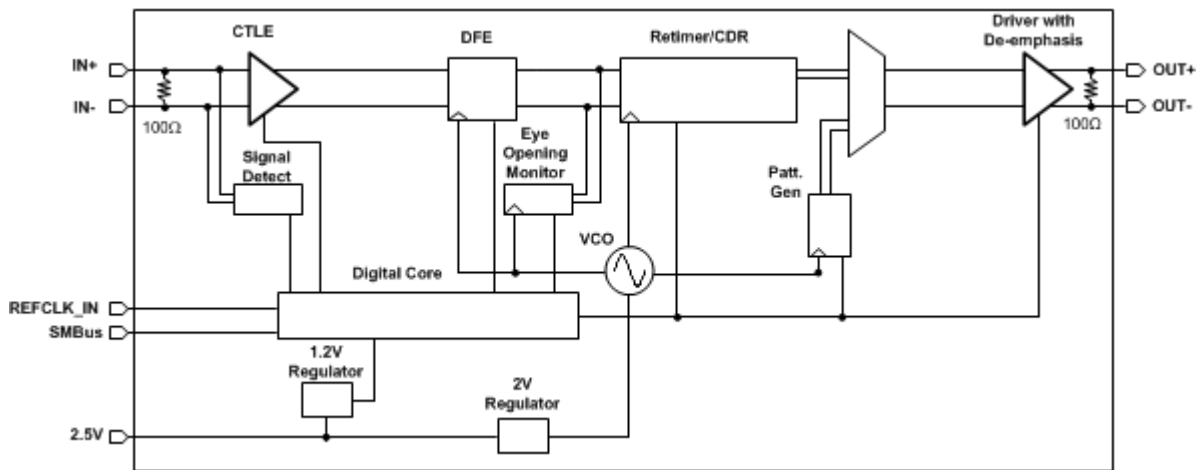 CTLE
DFE
Retimer/CDR
Driver with
De-emphasis
IN+
IN-
100Ω
OUT+
OUT-
100Ω
Signal
Detect
Eye
Opening
Monitor
Patt.
Gen
VCO
Digital Core
REFCLK_IN
SMBus
1.2V
Regulator
2V
Regulator
2.5V